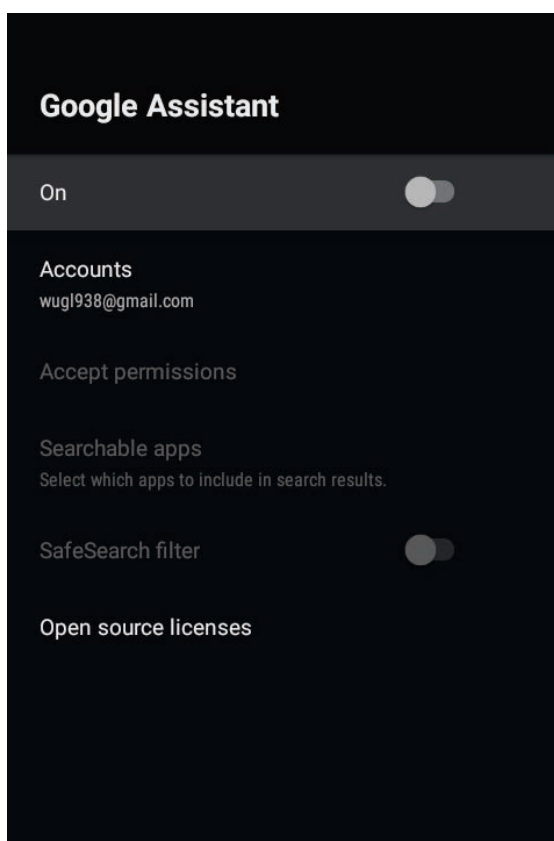 Google Assistant
On
Accounts
wugl938@gmail.com
Accept permissions
Searchable apps
Select which apps to include in search results.
SafeSearch filter
Open source licenses